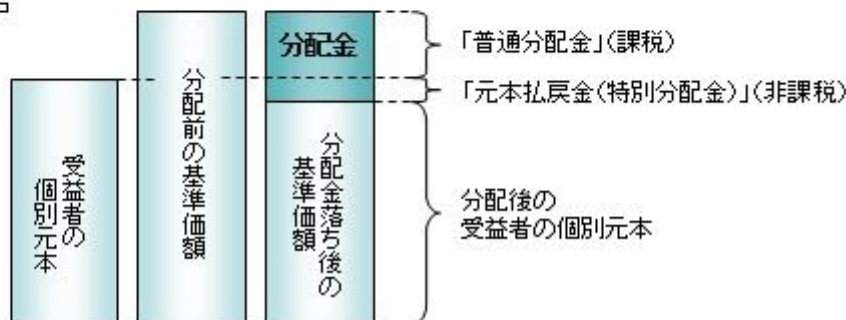 分配金
「普通分配金」(課税)
「元本払戻金(特別分配金)」(非課税)
受益者の
個別元本
分配前の基準価額
分配金落ち後の
基準価額
分配後の
受益者の個別元本